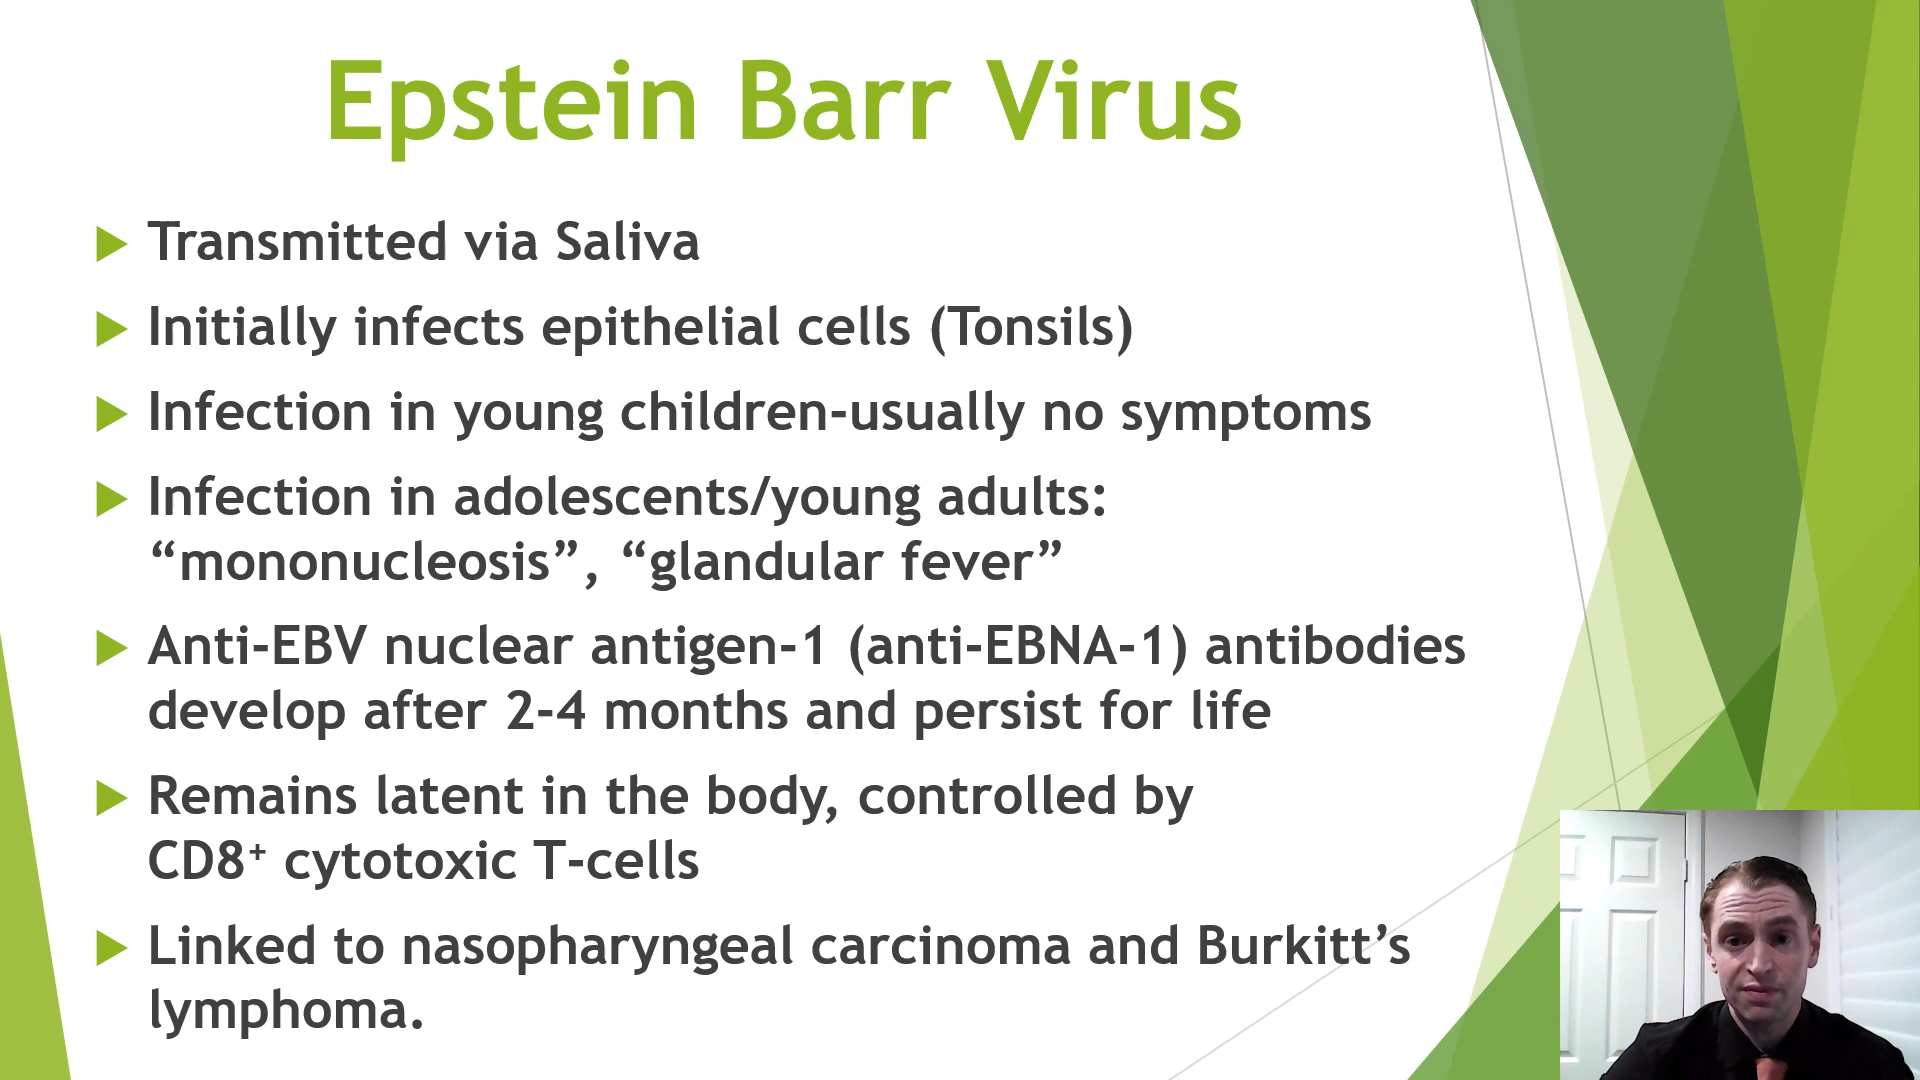 Epstein Barr Virus
Transmitted via Saliva
Initially infects epithelial cells (Tonsils)
Infection in young children-usually no symptoms
Infection in adolescents/young adults:
“mononucleosis”, “glandular fever”
Anti-EBV nuclear antigen-1 (anti-EBNA-1) antibodies
develop after 2-4 months and persist for life
Remains latent in the body, controlled by
CD8⁺ cytotoxic T-cells
Linked to nasopharyngeal carcinoma and Burkitt’s
lymphoma.